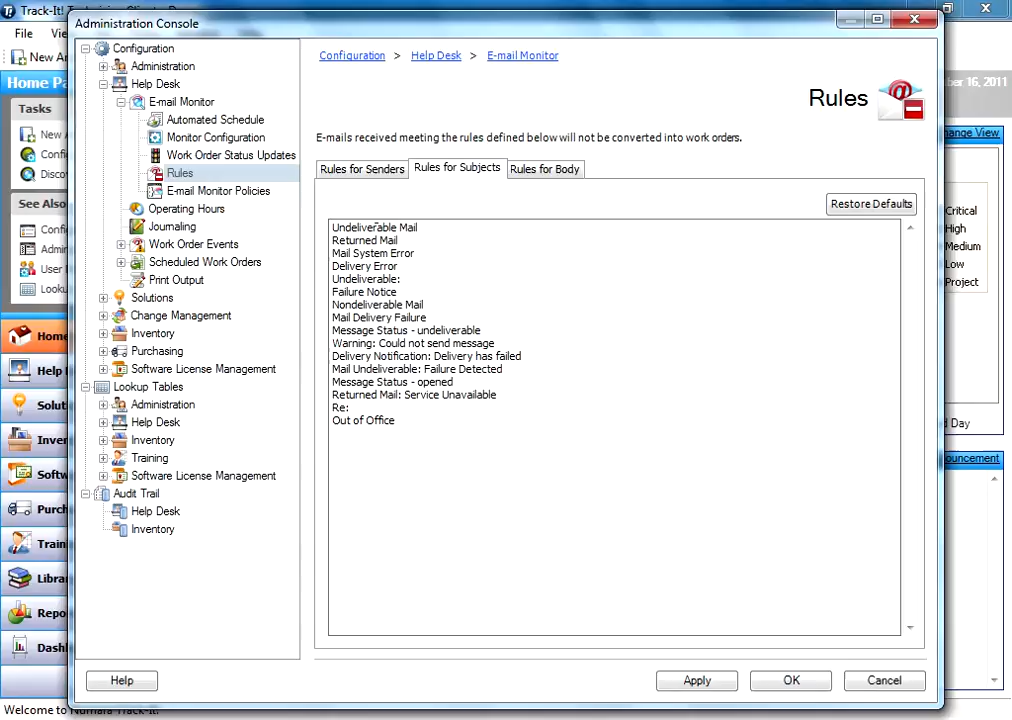 Track-It!
Administration Console
File
New
Home
Tasks
New
Confi
Disco
See Also
Confi
Admin
User
Looku
Home
Help
Solut
Inven
Softw
Purch
Train
Libra
Repo
Dash
Welcome to Numara Track-It!
Configuration
Administration
Help Desk
E-mail Monitor
Automated Schedule
Monitor Configuration
Work Order Status Updates
Rules
E-mail Monitor Policies
Operating Hours
Journaling
Work Order Events
Scheduled Work Orders
Print Output
Solutions
Change Management
Inventory
Purchasing
Software License Management
Lookup Tables
Administration
Help Desk
Inventory
Training
Software License Management
Audit Trail
Help Desk
Inventory
Configuration > Help Desk > E-mail Monitor
Rules
E-mails received meeting the rules defined below will not be converted into work orders.
Rules for Senders Rules for Subjects Rules for Body
Restore Defaults
Undeliverable Mail
Returned Mail
Mail System Error
Delivery Error
Undeliverable:
Failure Notice
Nondeliverable Mail
Mail Delivery Failure
Message Status - undeliverable
Warning: Could not send message
Delivery Notification: Delivery has failed
Mail Undeliverable: Failure Detected
Message Status - opened
Returned Mail: Service Unavailable
Re:
Out of Office
Help Apply OK Cancel
ber 16, 2011
hange View
Critical
High
Medium
Low
Project
Day
ouncement